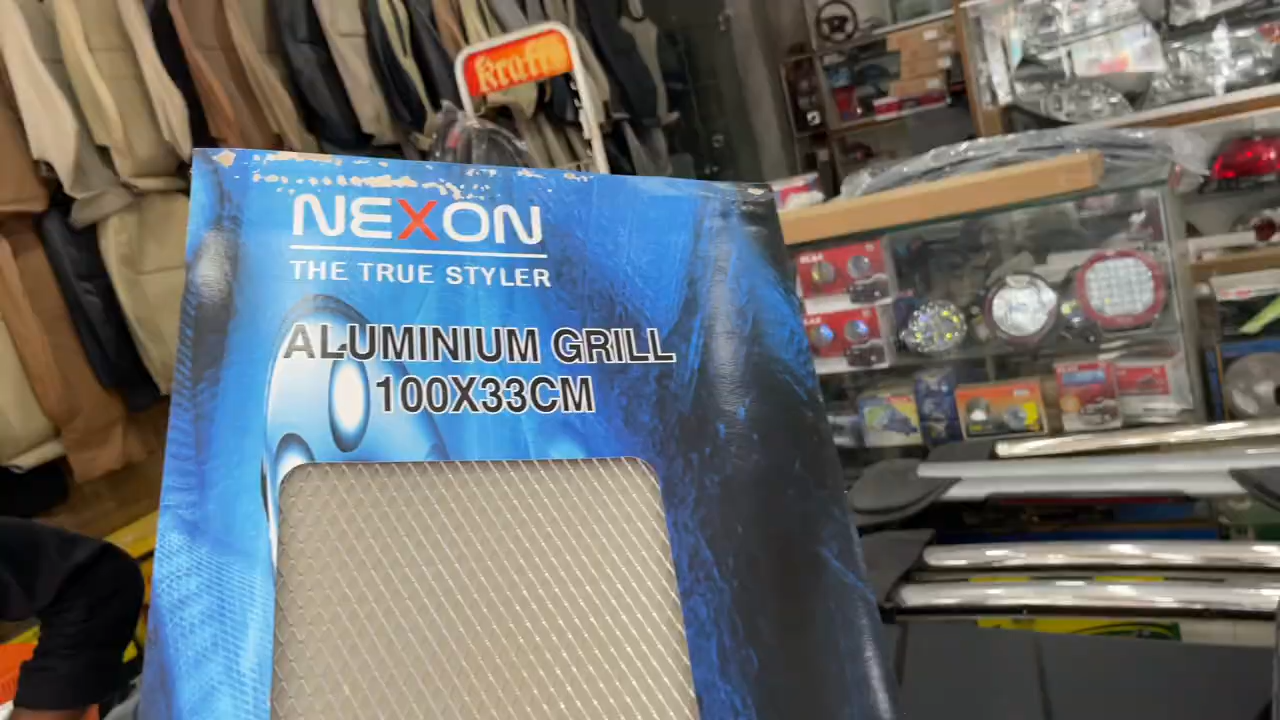 Kraft
NEXON
THE TRUE STYLER
ALUMINIUM GRILL
100X33CM